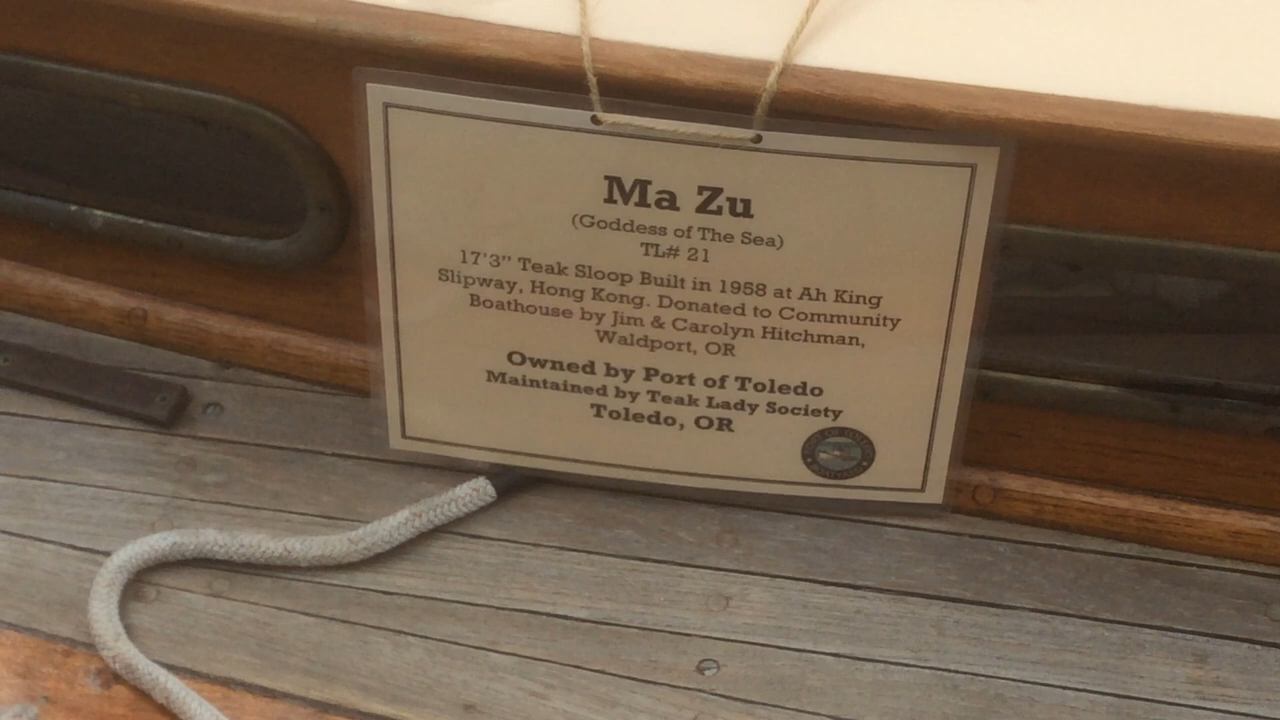 Ma Zu
(Goddess of The Sea)
TL# 21
17'3" Teak Sloop Built in 1958 at Ah King
Slipway, Hong Kong. Donated to Community
Boathouse by Jim & Carolyn Hitchman,
Waldport, OR
Owned by Port of Toledo
Maintained by Teak Lady Society
Toledo, OR